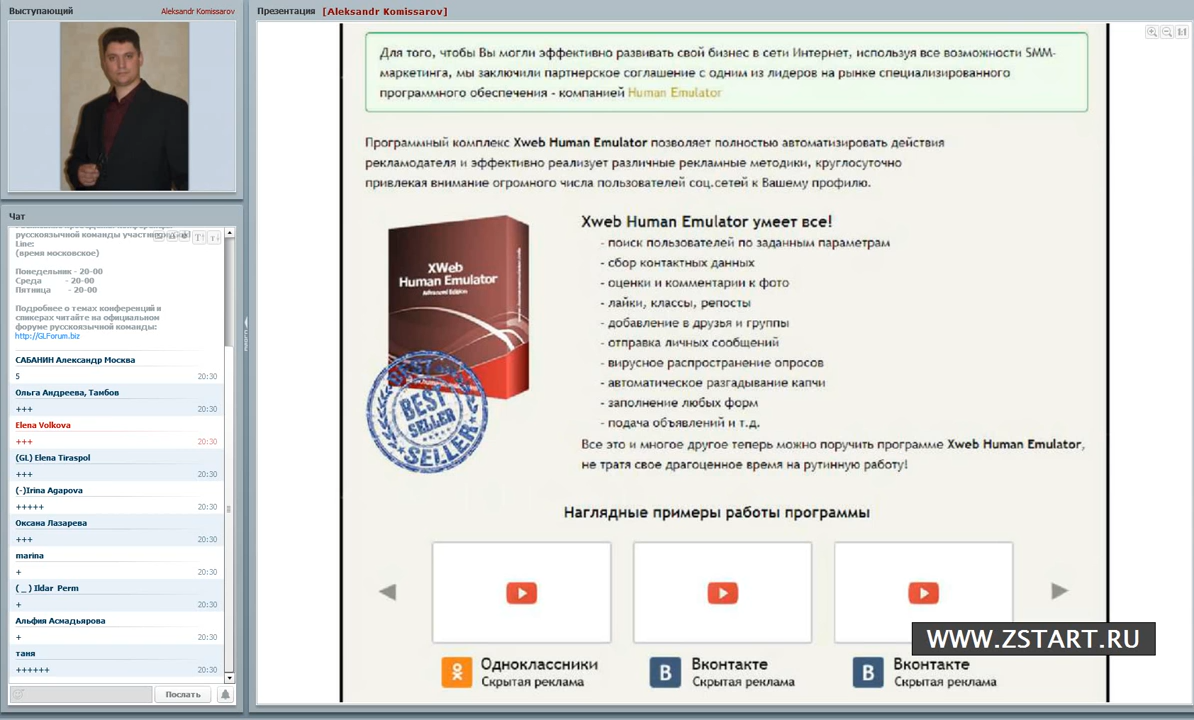 Выступающий
Aleksandr Komissarov
Чат
русскоязычной команды
Line:
(время московское)
Понедельник - 20-00
Среда - 20-00
Пятница - 20-00
Подробнее о темах конференций и
спикерах читайте на официальном
форуме русскоязычной команды:
http://GLForum.biz
САБАНИН Александр Москва
5 20:30
Ольга Андреева, Тамбов
+++ 20:30
Elena Volkova
+++ 20:30
(GL) Elena Tiraspol
+++ 20:30
(-)Irina Agapova
+++++ 20:30
Оксана Лазарева
+++ 20:30
marina
+ 20:30
( _ ) Ildar Perm
+ 20:30
Альфия Асмадьярова
+ 20:30
таня
++++++ 20:30
Послать
Презентация [Aleksandr Komissarov]
1:1
Для того, чтобы Вы могли эффективно развивать свой бизнес в сети Интернет, используя все возможности SMM-
маркетинга, мы заключили партнерское соглашение с одним из лидеров на рынке специализированного
программного обеспечения - компанией Human Emulator
Программный комплекс Xweb Human Emulator позволяет полностью автоматизировать действия
рекламодателя и эффективно реализует различные рекламные методики, круглосуточно
привлекая внимание огромного числа пользователей соц.сетей к Вашему профилю.
XWeb
Human Emulator
Advanced Edition
BEST SELLER
BEST
SELLER
SELLER
Xweb Human Emulator умеет все!
- поиск пользователей по заданным параметрам
- сбор контактных данных
- оценки и комментарии к фото
- лайки, классы, репосты
- добавление в друзья и группы
- отправка личных сообщений
- вирусное распространение опросов
- автоматическое разгадывание капчи
- заполнение любых форм
- подача объявлений и т.д.
Все это и многое другое теперь можно поручить программе Xweb Human Emulator,
не тратя свое драгоценное время на рутинную работу!
Наглядные примеры работы программы
Одноклассники
Скрытая реклама
В Вконтакте
Скрытая реклама
В Вконтакте
Скрытая реклама
WWW.ZSTART.RU